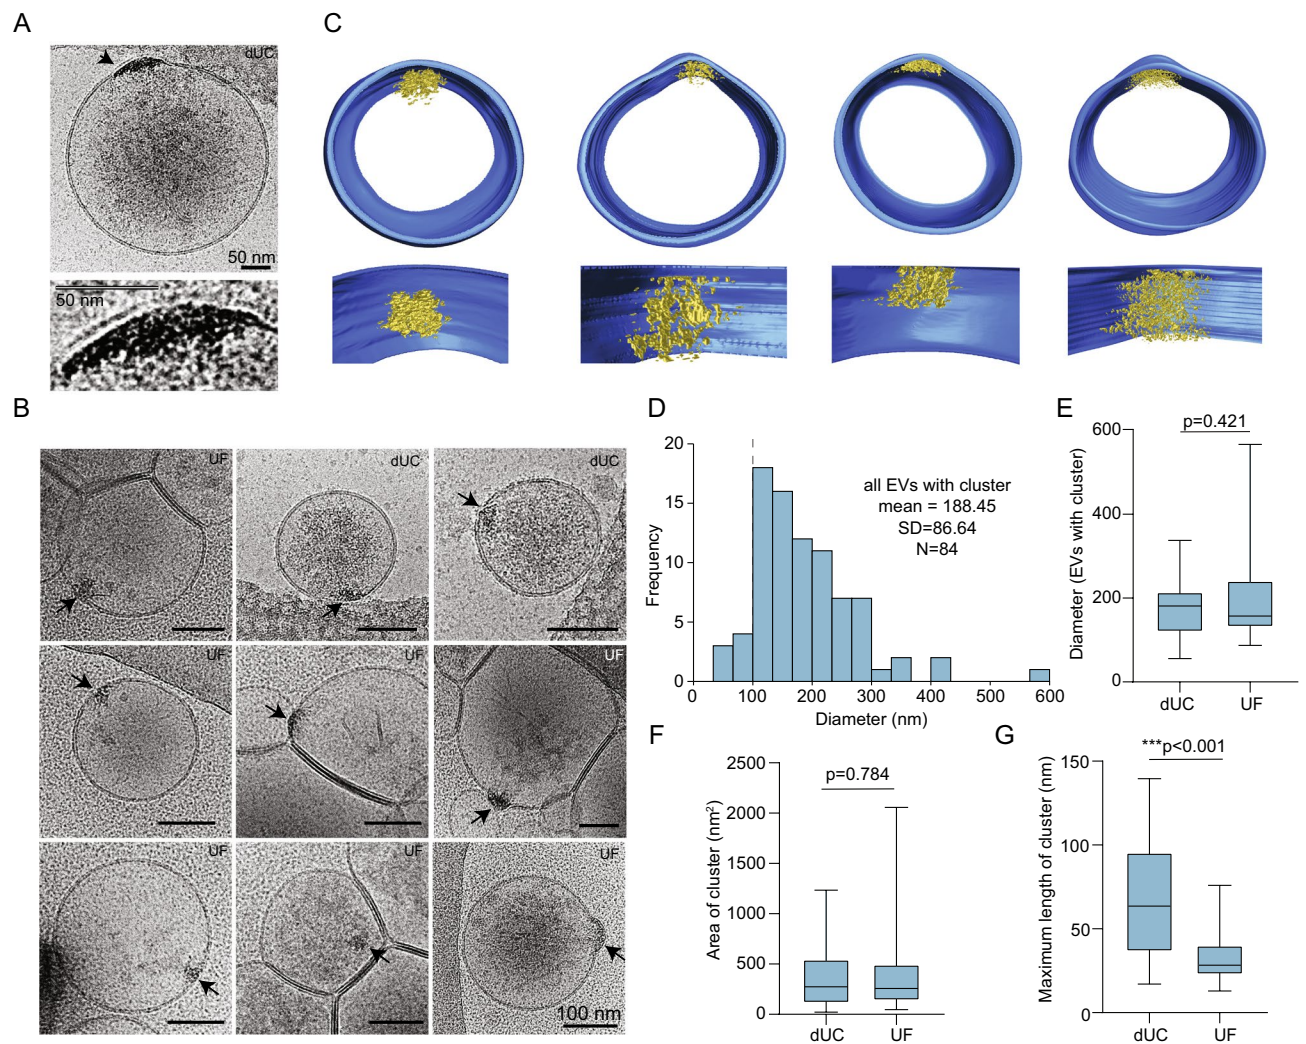 A
dUC
50 nm
50 nm
C
B
UF
dUC
dUC
UF
UF
UF
UF
UF
UF
100 nm
D
20
15
10
5
0
Frequency
0
100
200
300
400
500
600
Diameter (nm)
all EVs with cluster
mean = 188.45
SD=86.64
N=84
E
p=0.421
600
400
200
0
Diameter (EVs with cluster)
dUC
UF
F
p=0.784
2500
2000
1500
1000
500
0
Area of cluster (nm²)
dUC
UF
G
***p<0.001
150
100
50
0
Maximum length of cluster (nm)
dUC
UF